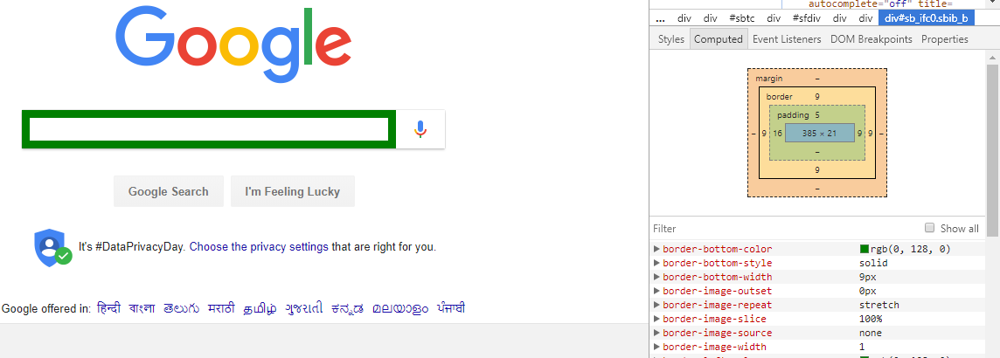 autocomplete="off" title=
... div div #sbtc div #sfdiv div div div#sb_ifc0.sbib_b
Styles Computed Event Listeners DOM Breakpoints Properties
Google
margin –
border 9
padding 5
– 9 16 385 × 21 9 9 –
–
9
–
Google Search I'm Feeling Lucky
Filter Show all
It's #DataPrivacyDay. Choose the privacy settings that are right for you.
border-bottom-color rgb(0, 128, 0)
border-bottom-style solid
border-bottom-width 9px
border-image-outset 0px
border-image-repeat stretch
border-image-slice 100%
border-image-source none
border-image-width 1
Google offered in: हिन्दी বাংলা తెలుగు मराठी தமிழ் ગુજરાતી ಕನ್ನಡ മലയാളം ਪੰਜਾਬੀ